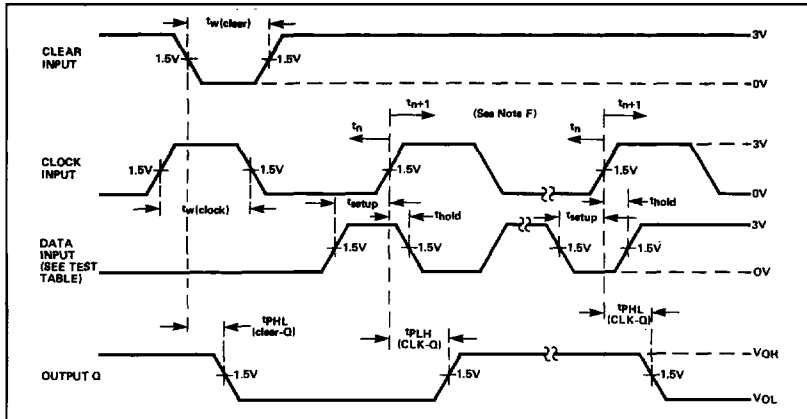 tw(clear)
CLEAR INPUT
1.5V
1.5V
3V
0V
tn
tn+1
(See Note F)
tn
tn+1
CLOCK INPUT
1.5V
1.5V
1.5V
1.5V
3V
0V
tw(clock)
tsetup
thold
tsetup
thold
DATA INPUT (SEE TEST TABLE)
1.5V
1.5V
1.5V
1.5V
3V
0V
tPHL (clear-Q)
tPLH (CLK-Q)
tPHL (CLK-Q)
OUTPUT Q
1.5V
1.5V
1.5V
VOH
VOL